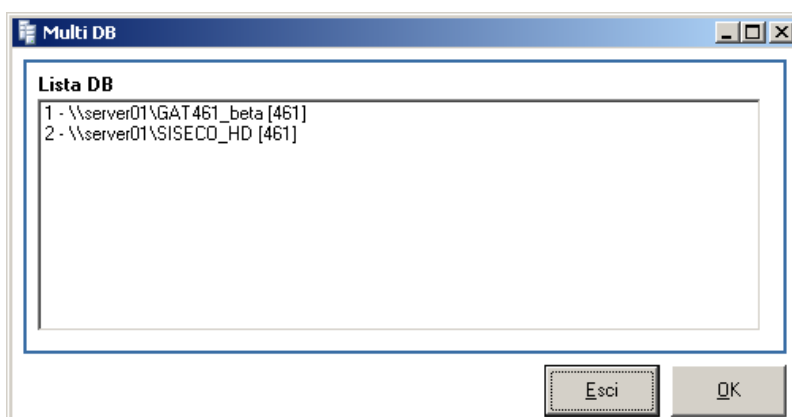 Multi DB
Lista DB
1 - \\server01\GAT461_beta [461]
2 - \\server01\SISECO_HD [461]
Esci
OK